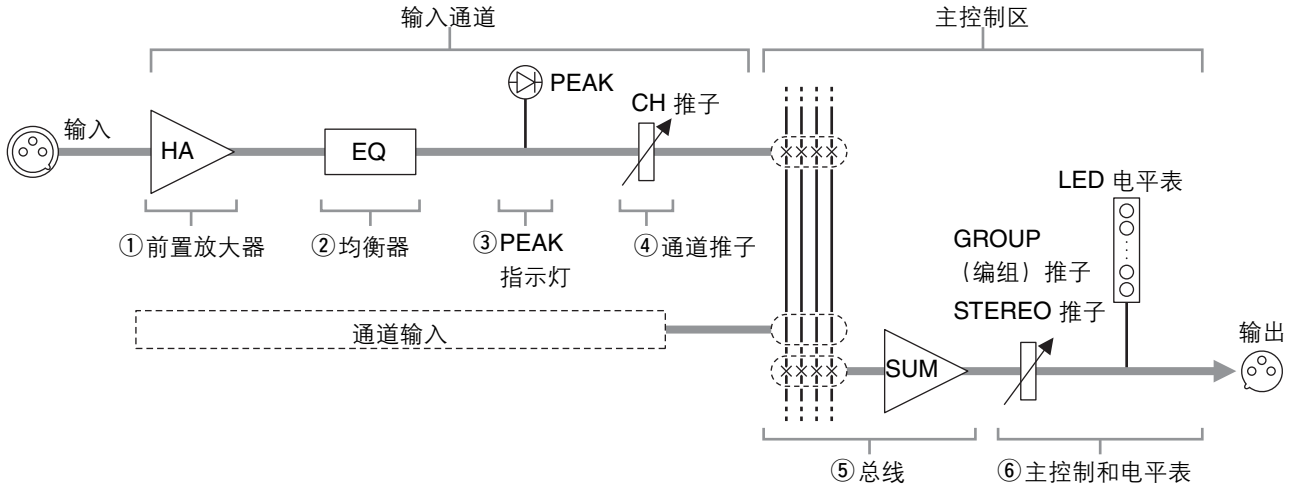 输入通道
主控制区
PEAK
CH 推子
输入
HA
EQ
LED 电平表
①前置放大器
②均衡器
③PEAK
指示灯
④通道推子
GROUP
（编组）推子
STEREO 推子
通道输入
输出
SUM
⑤总线
⑥主控制和电平表